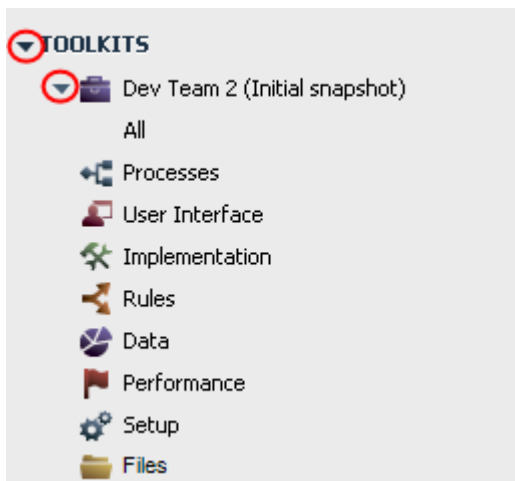 TOOLKITS
Dev Team 2 (Initial snapshot)
All
Processes
User Interface
Implementation
Rules
Data
Performance
Setup
Files